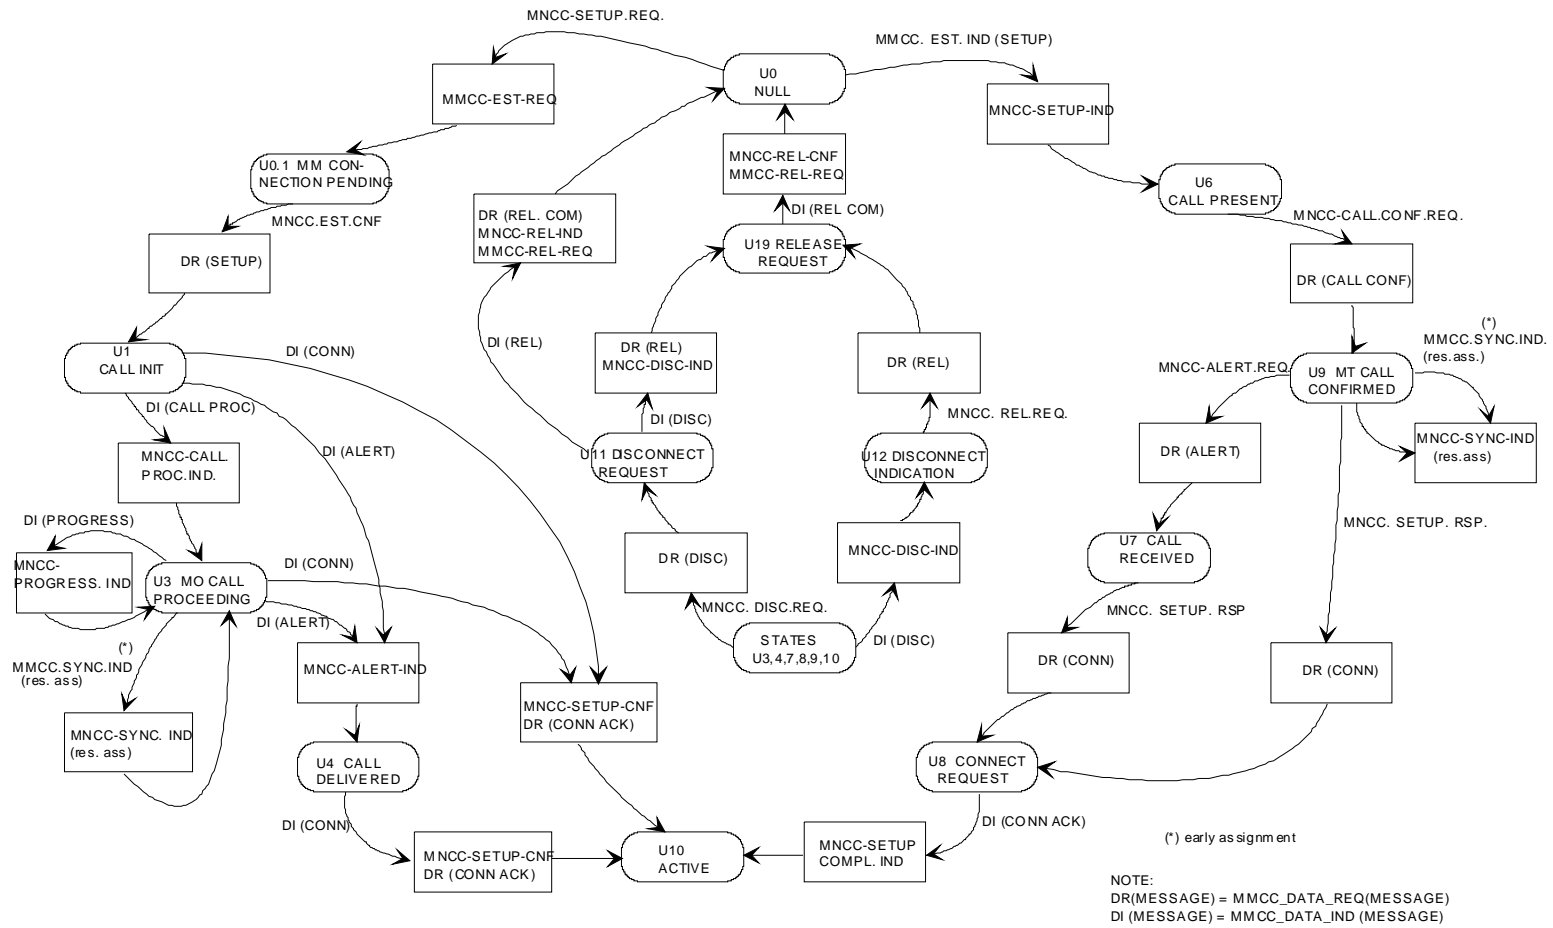 MNCC-SETUP.REQ.
MMCC. EST. IND (SETUP)
U0
NULL
MMCC-EST-REQ
MNCC-SETUP-IND
U0.1 MM CON-
NECTION PENDING
MNCC-REL-CNF
MMCC-REL-REQ
U6
CALL PRESENT
MNCC.EST.CNF
DR (REL. COM)
MNCC-REL-IND
MMCC-REL-REQ
DI (REL COM)
MNCC-CALL.CONF.REQ.
DR (SETUP)
U19 RELEASE
REQUEST
DR (CALL CONF)
U1
CALL INIT
DI (CONN)
DI (REL)
DR (REL)
MNCC-DISC-IND
DR (REL)
MNCC-ALERT.REQ.
U9 MT CALL
CONFIRMED
(*)
MMCC.SYNC.IND.
(res.ass.)
DI (CALL PROC)
DI (DISC)
MNCC. REL.REQ.
MNCC-CALL.
PROC.IND.
DI (ALERT)
U11 DISCONNECT
REQUEST
U12 DISCONNECT
INDICATION
DR (ALERT)
MNCC-SYNC-IND
(res.ass)
DI (PROGRESS)
MNCC-
PROGRESS. IND
U3 MO CALL
PROCEEDING
DI (CONN)
DR (DISC)
MNCC-DISC-IND
U7 CALL
RECEIVED
MNCC. SETUP. RSP.
DI (ALERT)
MNCC. DISC.REQ.
MNCC. SETUP. RSP
(*)
MMCC.SYNC.IND
(res. ass)
MNCC-ALERT-IND
STATES
U3,4,7,8,9,10
DI (DISC)
DR (CONN)
DR (CONN)
MNCC-SYNC. IND
(res. ass)
MNCC-SETUP-CNF
DR (CONN ACK)
U4 CALL
DELIVERED
U8 CONNECT
REQUEST
DI (CONN)
DI (CONN ACK)
MNCC-SETUP-CNF
DR (CONN ACK)
U10
ACTIVE
MNCC-SETUP
COMPL. IND
(*) early assignment
NOTE:
DR(MESSAGE) = MMCC_DATA_REQ(MESSAGE)
DI (MESSAGE) = MMCC_DATA_IND (MESSAGE)